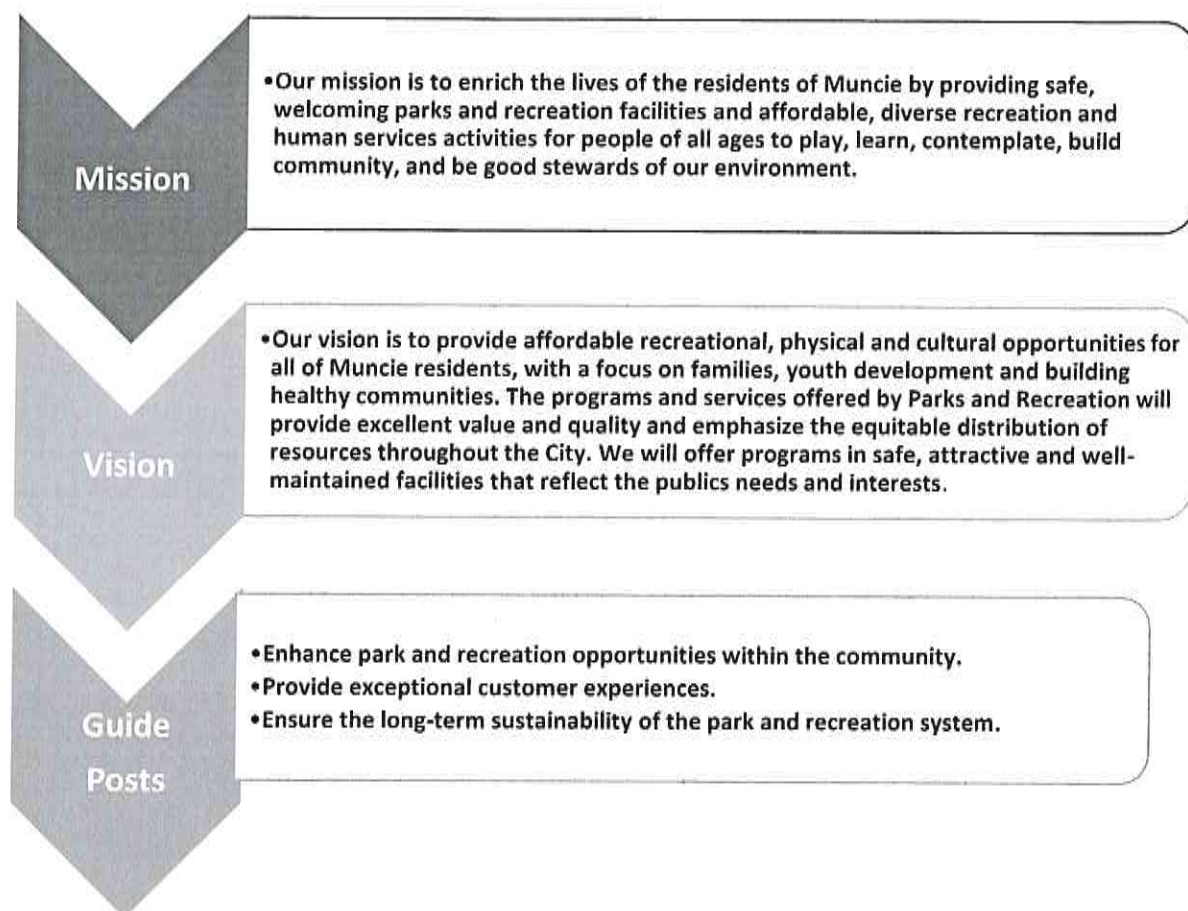 Mission
•Our mission is to enrich the lives of the residents of Muncie by providing safe,
welcoming parks and recreation facilities and affordable, diverse recreation and
human services activities for people of all ages to play, learn, contemplate, build
community, and be good stewards of our environment.
Vision
•Our vision is to provide affordable recreational, physical and cultural opportunities for
all of Muncie residents, with a focus on families, youth development and building
healthy communities. The programs and services offered by Parks and Recreation will
provide excellent value and quality and emphasize the equitable distribution of
resources throughout the City. We will offer programs in safe, attractive and well-
maintained facilities that reflect the publics needs and interests.
Guide
Posts
•Enhance park and recreation opportunities within the community.
•Provide exceptional customer experiences.
•Ensure the long-term sustainability of the park and recreation system.